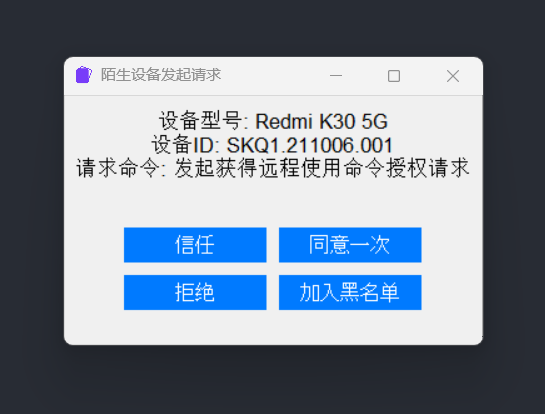 陌生设备发起请求
设备型号: Redmi K30 5G
设备ID: SKQ1.211006.001
请求命令: 发起获得远程使用命令授权请求
信任 同意一次
拒绝 加入黑名单